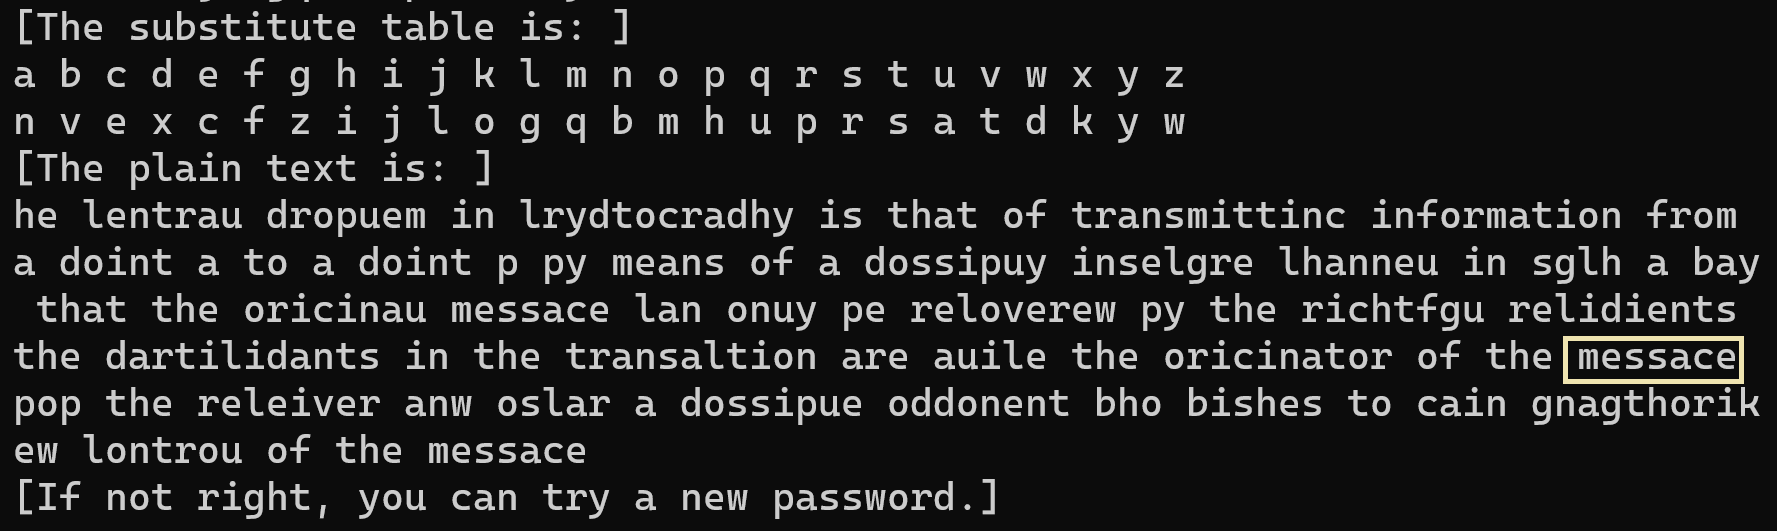 [The substitute table is: ]
a b c d e f g h i j k l m n o p q r s t u v w x y z
n v e x c f z i j l o g q b m h u p r s a t d k y w
[The plain text is: ]
he lentrau dropuem in lrydtocradhy is that of transmittinc information from
a doint a to a doint p py means of a dossipuy inselgre lhanneu in sglh a bay
that the oricinau messace lan onuy pe reloverew py the richtfgu relidients
the dartilidants in the transaltion are auile the oricinator of the messace
pop the releiver anw oslar a dossipue oddonent bho bishes to cain gnagthorik
ew lontrou of the messace
[If not right, you can try a new password.]